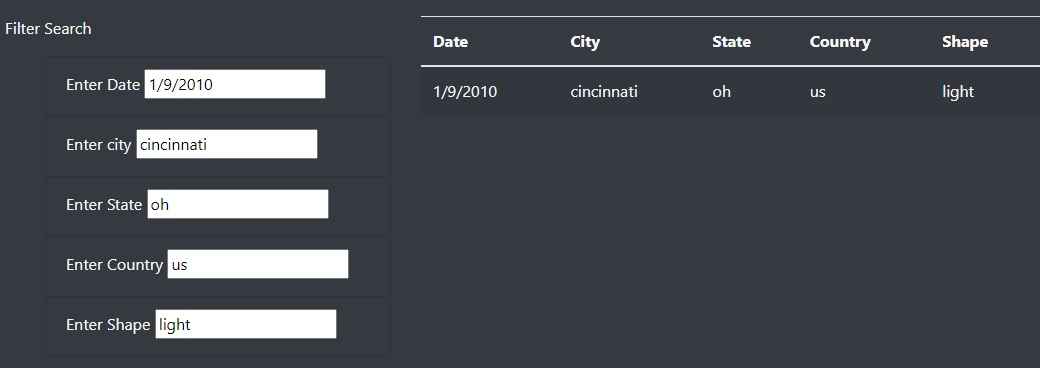 Filter Search
Enter Date 1/9/2010
Enter city cincinnati
Enter State oh
Enter Country us
Enter Shape light
Date City State Country Shape
1/9/2010 cincinnati oh us light